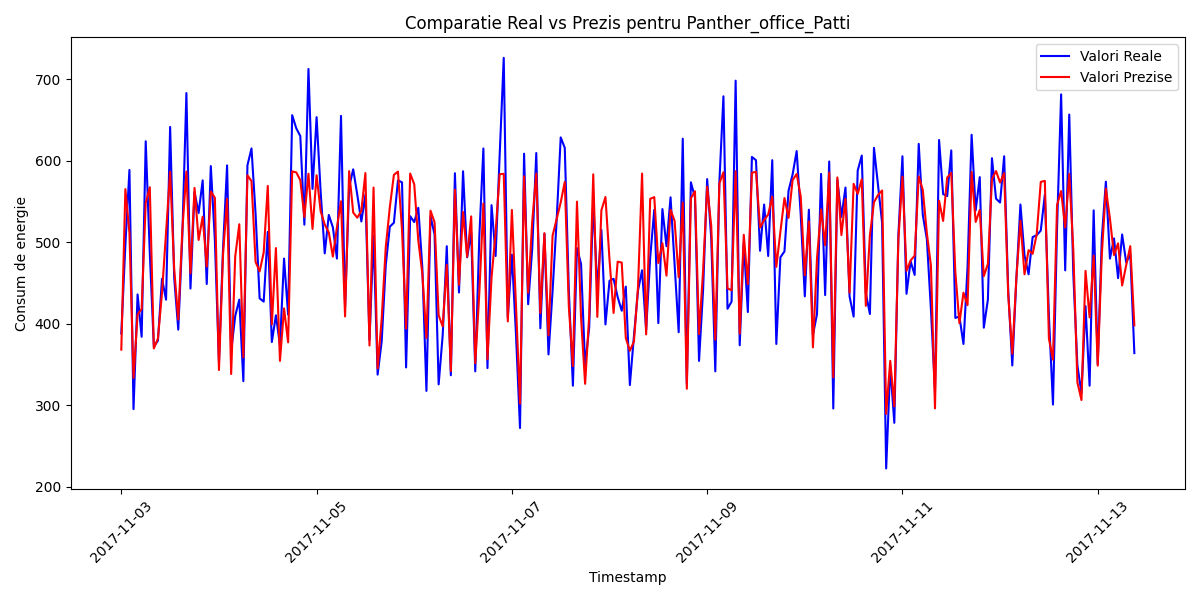 Comparatie Real vs Prezis pentru Panther_office_Patti
Valori Reale
Valori Prezise
Consum de energie
700
600
500
400
300
200
2017-11-03
2017-11-05
2017-11-07
2017-11-09
2017-11-11
2017-11-13
Timestamp